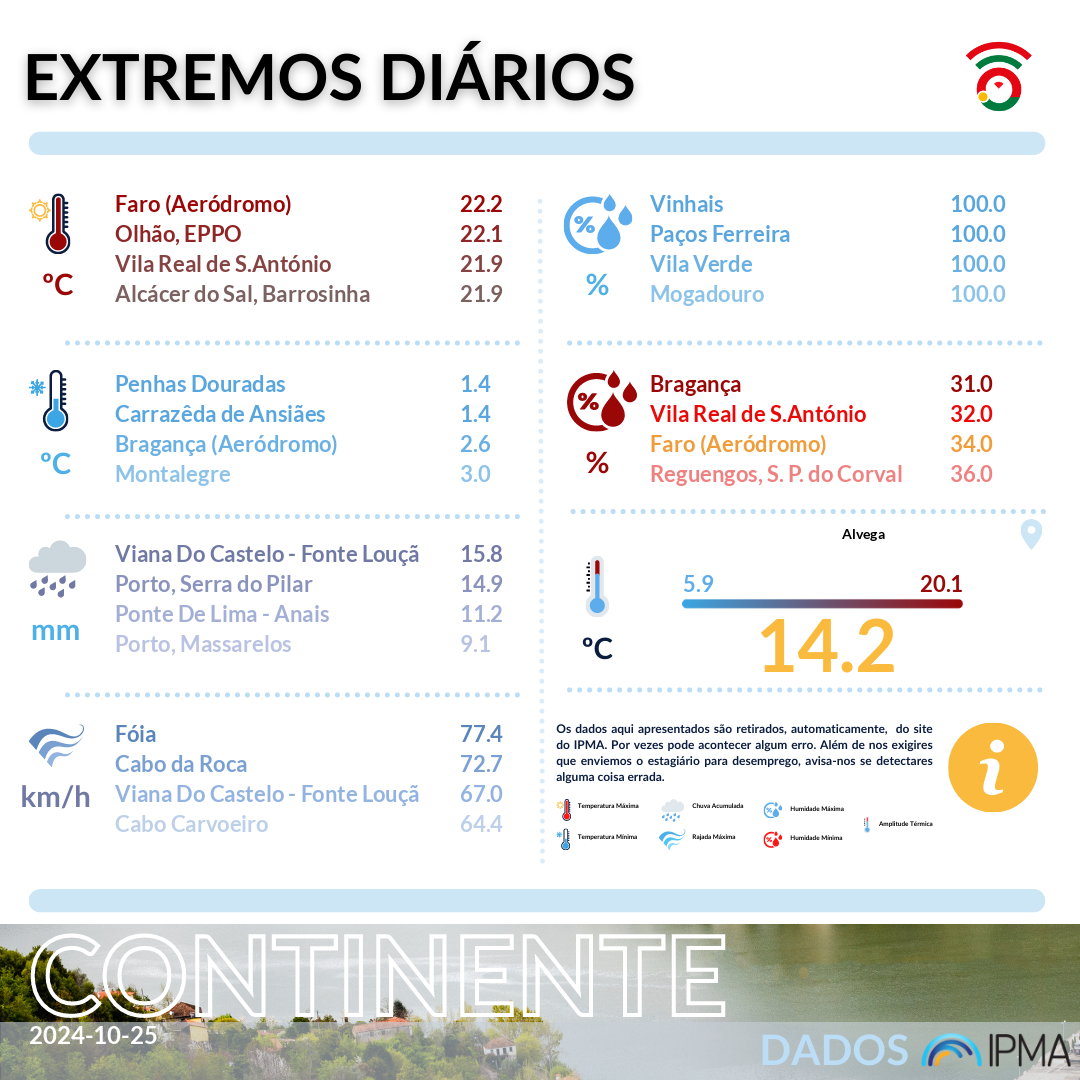 EXTREMOS DIÁRIOS
Faro (Aeródromo) 22.2
Olhão, EPPO 22.1
Vila Real de S.António 21.9
Alcácer do Sal, Barrosinha 21.9
ºC
Penhas Douradas 1.4
Carrazêda de Ansiães 1.4
Bragança (Aeródromo) 2.6
Montalegre 3.0
ºC
Viana Do Castelo - Fonte Louçã 15.8
Porto, Serra do Pilar 14.9
Ponte De Lima - Anais 11.2
Porto, Massarelos 9.1
mm
Fóia 77.4
Cabo da Roca 72.7
Viana Do Castelo - Fonte Louçã 67.0
Cabo Carvoeiro 64.4
km/h
%
Vinhais 100.0
Paços Ferreira 100.0
Vila Verde 100.0
Mogadouro 100.0
%
%
Bragança 31.0
Vila Real de S.António 32.0
Faro (Aeródromo) 34.0
Reguengos, S. P. do Corval 36.0
%
Alvega
5.9 20.1
ºC
14.2
Os dados aqui apresentados são retirados, automaticamente, do site
do IPMA. Por vezes pode acontecer algum erro. Além de nos exigires
que enviemos o estagiário para desemprego, avisa-nos se detectares
alguma coisa errada.
i
Temperatura Máxima Chuva Acumulada Humidade Máxima
Amplitude Térmica
Temperatura Mínima Rajada Máxima Humidade Mínima
CONTINENTE
2024-10-25
DADOS IPMA